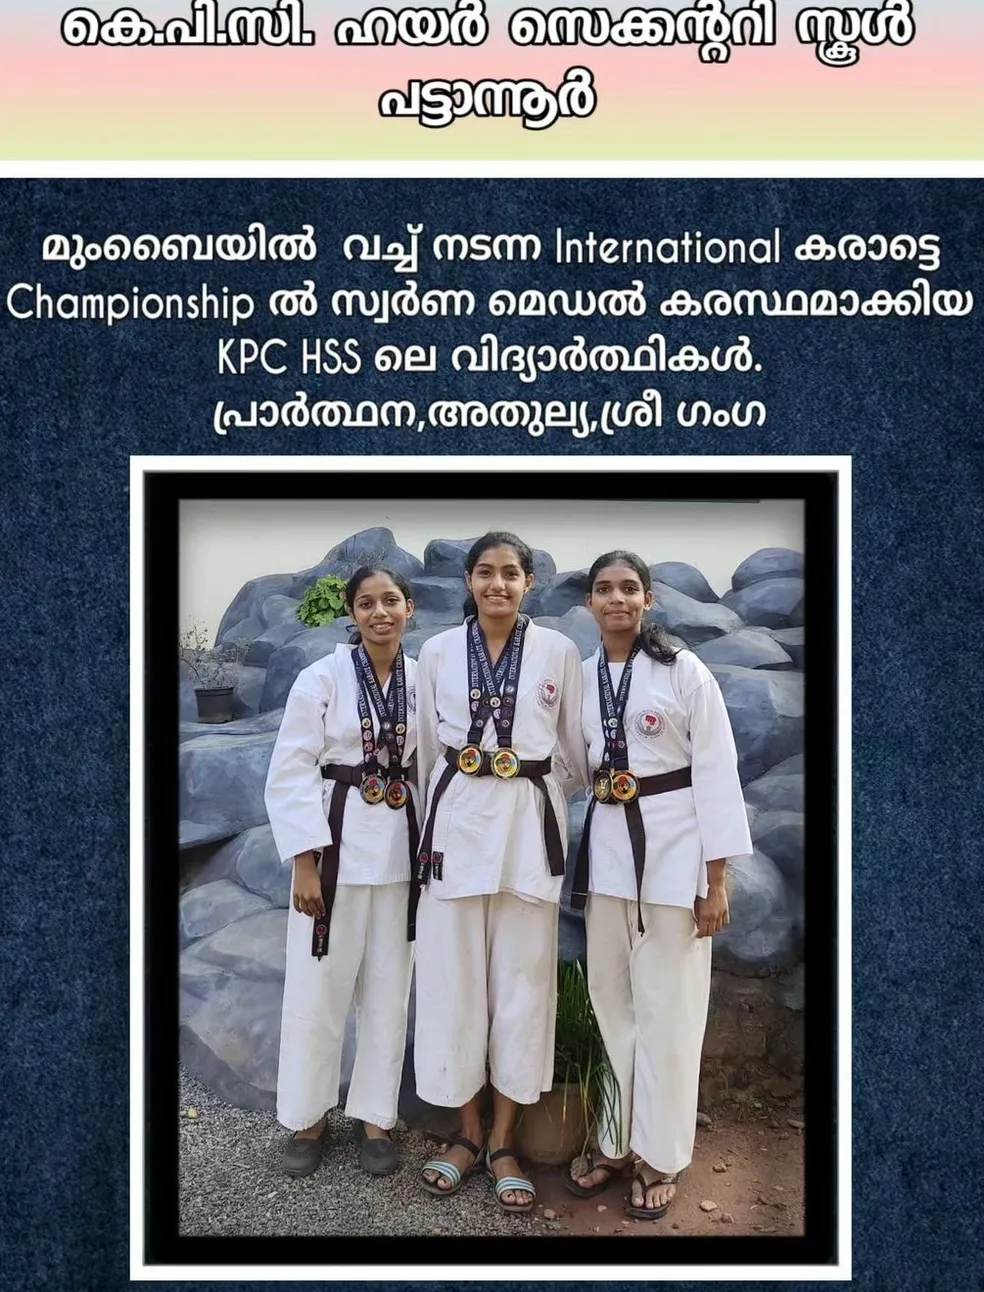 കെ.പി.സി. ഹയർ സെക്കന്ററി സ്കൂൾ
പട്ടാന്നൂർ
മുംബൈയിൽ വച്ച് നടന്ന International കരാട്ടെ
Championship ൽ സ്വർണ മെഡൽ കരസ്ഥമാക്കിയ
KPC HSS ലെ വിദ്യാർത്ഥികൾ.
പ്രാർത്ഥന,അതുല്യ,ശ്രീ ഗംഗ